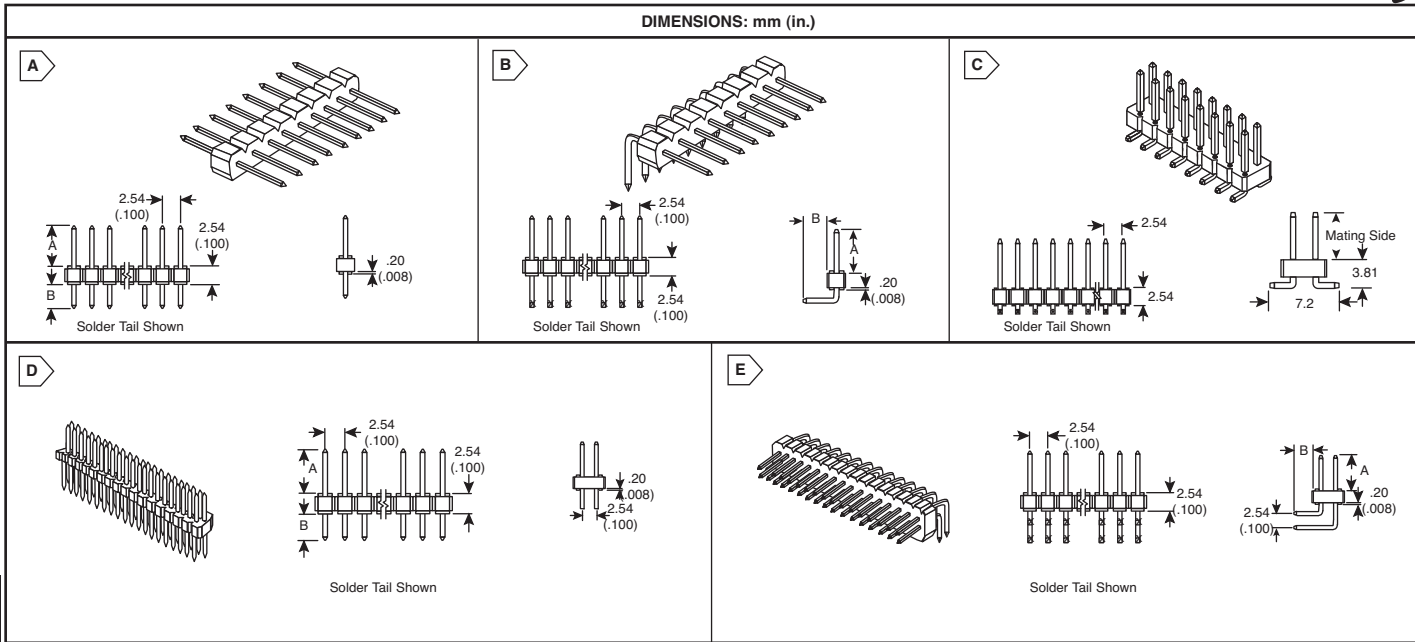 DIMENSIONS: mm (in.)
A
2.54
(.100)
2.54
(.100)
A
B
.20
(.008)
Solder Tail Shown
B
2.54
(.100)
2.54
(.100)
B
A
.20
(.008)
Solder Tail Shown
C
2.54
2.54
Mating Side
3.81
7.2
Solder Tail Shown
D
2.54
(.100)
2.54
(.100)
A
B
.20
(.008)
2.54
(.100)
Solder Tail Shown
E
2.54
(.100)
2.54
(.100)
B
A
.20
(.008)
2.54
(.100)
Solder Tail Shown